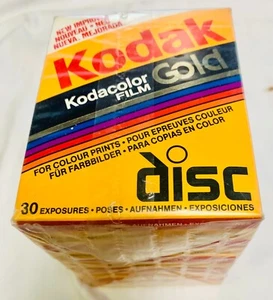 NEW IMPROVED
NOUVEAU • NEU
NUEVA, MEJORADA
Kodak
Kodacolor Gold
FILM
FOR COLOUR PRINTS • POUR EPREUVES COULEUR
FÜR FARBBILDER • PARA COPIAS EN COLOR
disc
30 EXPOSURES • POSES • AUFNAHMEN • EXPOSICIONES